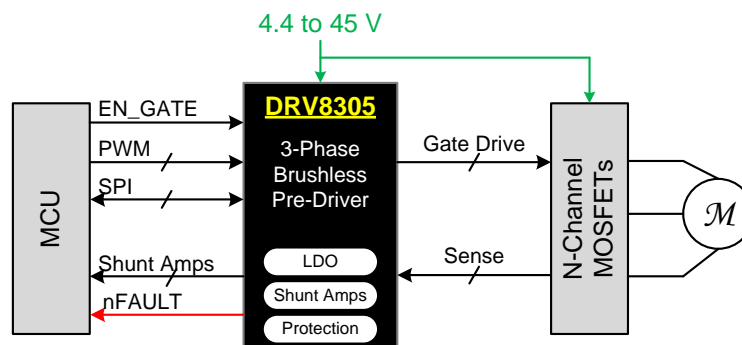 4.4 to 45 V
MCU
EN_GATE
PWM
SPI
Shunt Amps
nFAULT
DRV8305
3-Phase
Brushless
Pre-Driver
LDO
Shunt Amps
Protection
Gate Drive
Sense
N-Channel
MOSFETs
M